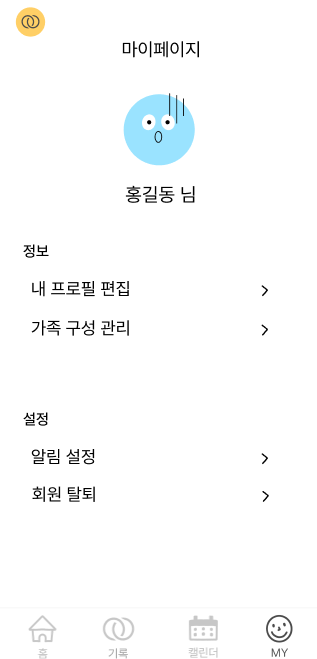 마이페이지
홍길동 님
정보
내 프로필 편집
가족 구성 관리
설정
알림 설정
회원 탈퇴
홈
기록
캘린더
MY